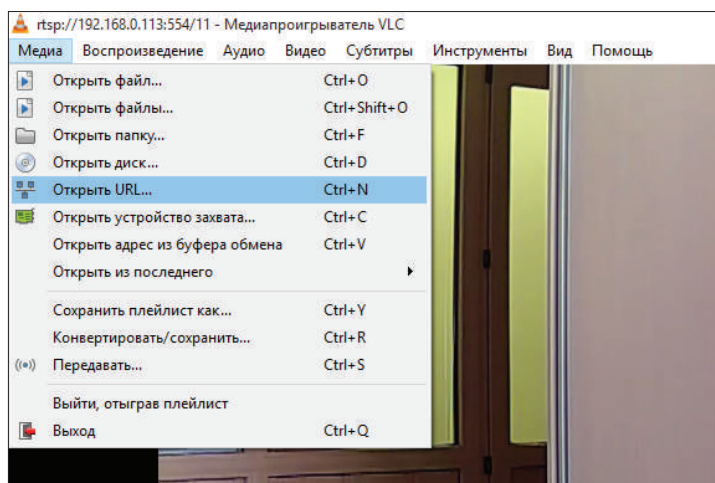 rtsp://192.168.0.113:554/11 - Медиапроигрыватель VLC
Медиа Воспроизведение Аудио Видео Субтитры Инструменты Вид Помощь
Открыть файл... Ctrl+O
Открыть файлы... Ctrl+Shift+O
Открыть папку... Ctrl+F
Открыть диск... Ctrl+D
Открыть URL... Ctrl+N
Открыть устройство захвата... Ctrl+C
Открыть адрес из буфера обмена Ctrl+V
Открыть из последнего
Сохранить плейлист как... Ctrl+Y
Конвертировать/сохранить... Ctrl+R
Передавать... Ctrl+S
Выйти, отыграв плейлист
Выход Ctrl+Q